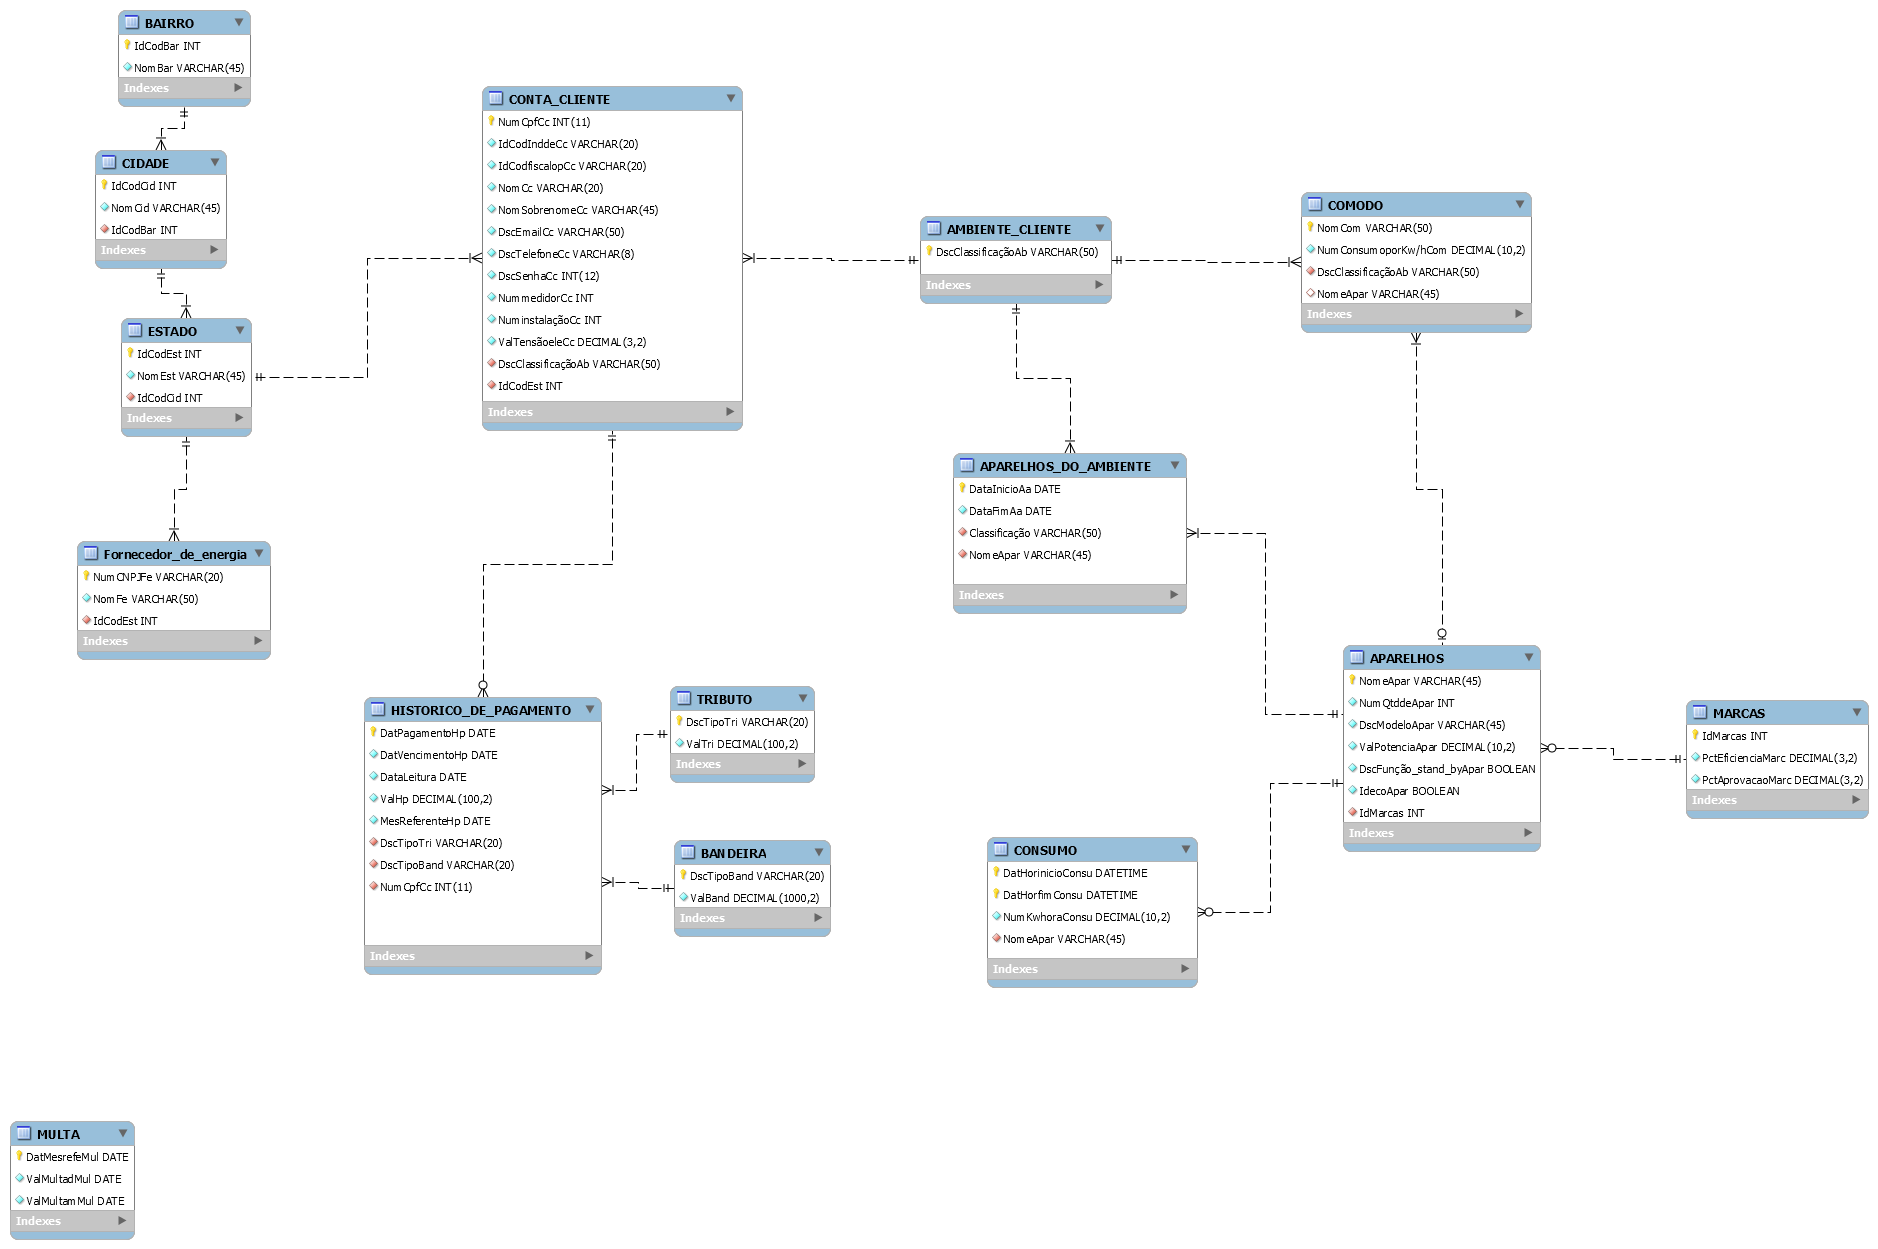 BAIRRO
IdCodBar INT
NomBar VARCHAR(45)
Indexes
CIDADE
IdCodCid INT
NomCid VARCHAR(45)
IdCodBar INT
Indexes
ESTADO
IdCodEst INT
NomEst VARCHAR(45)
IdCodCid INT
Indexes
Fornecedor_de_energia
NumCNPJFe VARCHAR(20)
NomFe VARCHAR(50)
IdCodEst INT
Indexes
CONTA_CLIENTE
NumCpfCc INT(11)
IdCodInddeCc VARCHAR(20)
IdCodfiscalopCc VARCHAR(20)
NomCc VARCHAR(20)
NomSobrenomeCc VARCHAR(45)
DscEmailCc VARCHAR(50)
DscTelefoneCc VARCHAR(8)
DscSenhaCc INT(12)
NummedidorCc INT
NuminstalaçãoCc INT
ValTensãoeleCc DECIMAL(3,2)
DscClassificaçãoAb VARCHAR(50)
IdCodEst INT
Indexes
AMBIENTE_CLIENTE
DscClassificaçãoAb VARCHAR(50)
Indexes
COMODO
NomCom VARCHAR(50)
NumConsumoporKw/hCom DECIMAL(10,2)
DscClassificaçãoAb VARCHAR(50)
NomeApar VARCHAR(45)
Indexes
APARELHOS_DO_AMBIENTE
DataInicioAa DATE
DataFimAa DATE
Classificação VARCHAR(50)
NomeApar VARCHAR(45)
Indexes
HISTORICO_DE_PAGAMENTO
DatPagamentoHp DATE
DatVencimentoHp DATE
DataLeitura DATE
ValHp DECIMAL(100,2)
MesReferenteHp DATE
DscTipoTri VARCHAR(20)
DscTipoBand VARCHAR(20)
NumCpfCc INT(11)
Indexes
TRIBUTO
DscTipoTri VARCHAR(20)
ValTri DECIMAL(100,2)
Indexes
BANDEIRA
DscTipoBand VARCHAR(20)
ValBand DECIMAL(1000,2)
Indexes
APARELHOS
NomeApar VARCHAR(45)
NumQtddeApar INT
DscModeloApar VARCHAR(45)
ValPotenciaApar DECIMAL(10,2)
DscFunção_stand_byApar BOOLEAN
IdecoApar BOOLEAN
IdMarcas INT
Indexes
MARCAS
IdMarcas INT
PctEficienciaMarc DECIMAL(3,2)
PctAprovacaoMarc DECIMAL(3,2)
Indexes
CONSUMO
DatHorinicioConsu DATETIME
DatHorfimConsu DATETIME
NumKwhoraConsu DECIMAL(10,2)
NomeApar VARCHAR(45)
Indexes
MULTA
DatMesrefeMul DATE
ValMultadMul DATE
ValMultamMul DATE
Indexes